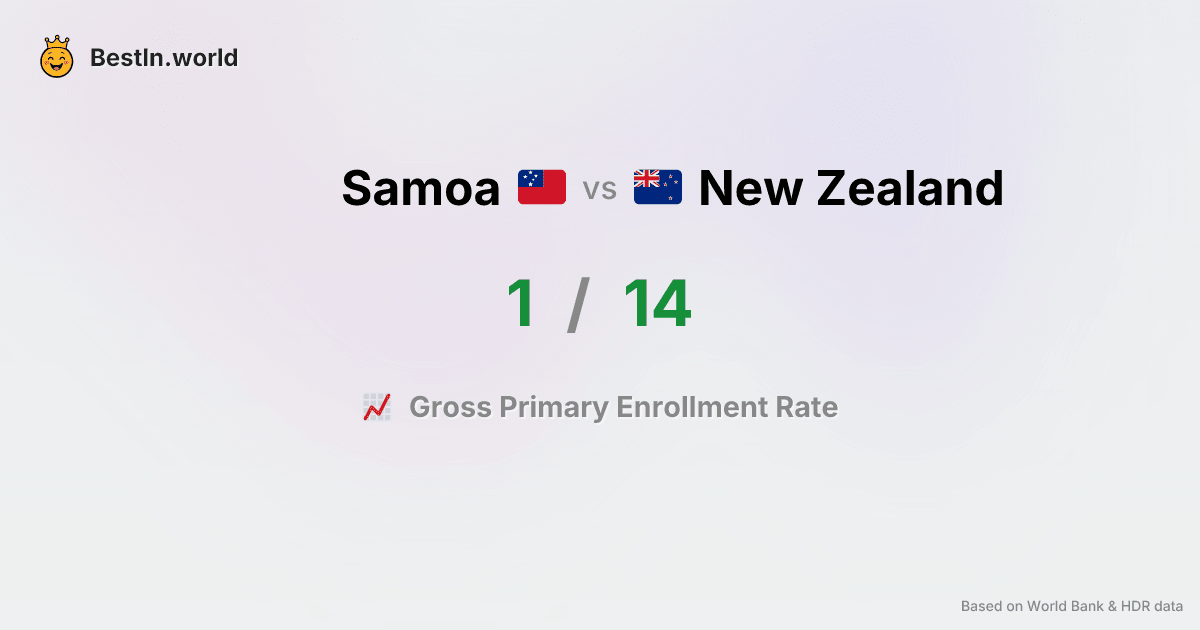 BestIn.world
Samoa vs New Zealand
1 / 14
Gross Primary Enrollment Rate
Based on World Bank & HDR data